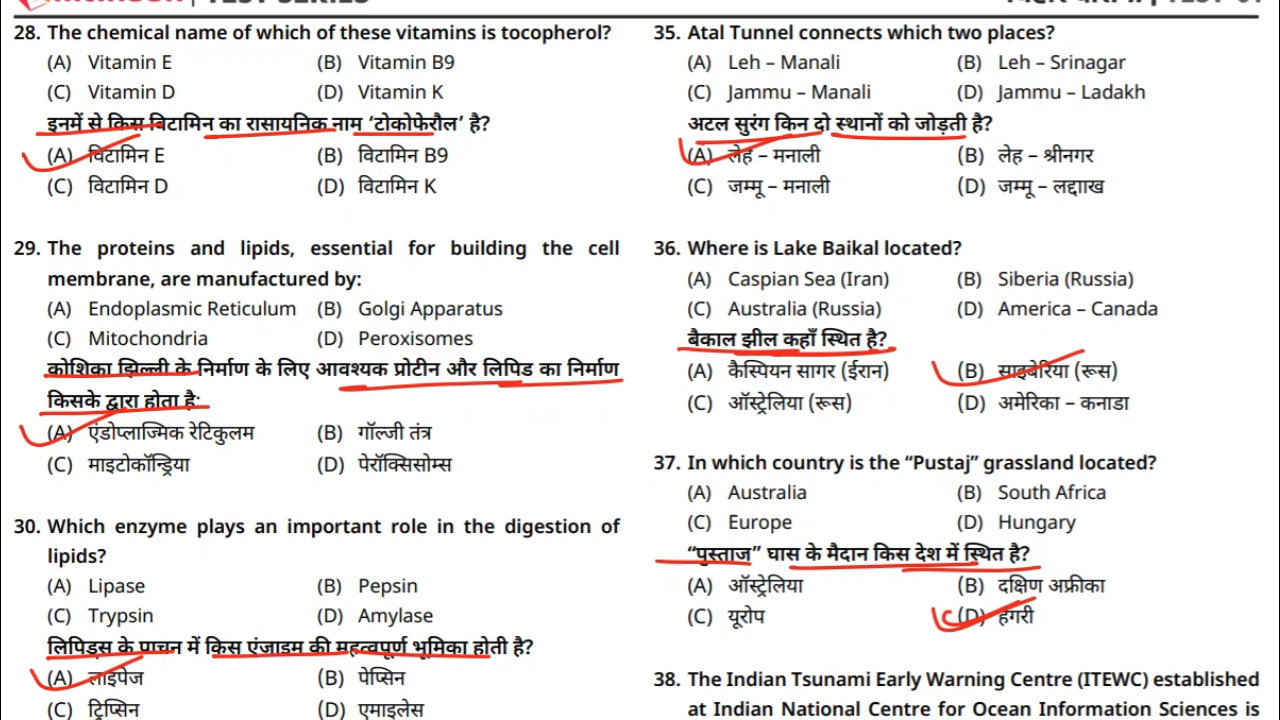 TEST SERIES
28. The chemical name of which of these vitamins is tocopherol?
(A) Vitamin E (B) Vitamin B9
(C) Vitamin D (D) Vitamin K
इनमें से किस विटामिन का रासायनिक नाम ‘टोकोफेरौल’ है?
(A) विटामिन E (B) विटामिन B9
(C) विटामिन D (D) विटामिन K
29. The proteins and lipids, essential for building the cell
membrane, are manufactured by:
(A) Endoplasmic Reticulum (B) Golgi Apparatus
(C) Mitochondria (D) Peroxisomes
कोशिका झिल्ली के निर्माण के लिए आवश्यक प्रोटीन और लिपिड का निर्माण
किसके द्वारा होता है:
(A) एंडोप्लाज्मिक रेटिकुलम (B) गॉल्जी तंत्र
(C) माइटोकॉन्ड्रिया (D) पेरॉक्सिसोम्स
30. Which enzyme plays an important role in the digestion of
lipids?
(A) Lipase (B) Pepsin
(C) Trypsin (D) Amylase
लिपिड्स के पाचन में किस एंजाइम की महत्वपूर्ण भूमिका होती है?
(A) लाइपेज (B) पेप्सिन
(C) ट्रिप्सिन (D) एमाइलेस
35. Atal Tunnel connects which two places?
(A) Leh – Manali (B) Leh – Srinagar
(C) Jammu – Manali (D) Jammu – Ladakh
अटल सुरंग किन दो स्थानों को जोड़ती है?
(A) लेह – मनाली (B) लेह – श्रीनगर
(C) जम्मू – मनाली (D) जम्मू – लद्दााख
36. Where is Lake Baikal located?
(A) Caspian Sea (Iran) (B) Siberia (Russia)
(C) Australia (Russia) (D) America – Canada
बैकाल झील कहाँ स्थित है?
(A) कैस्पियन सागर (ईरान) (B) साइबेरिया (रूस)
(C) ऑस्ट्रेलिया (रूस) (D) अमेरिका – कनाडा
37. In which country is the “Pustaj” grassland located?
(A) Australia (B) South Africa
(C) Europe (D) Hungary
“पुस्ताज” घास के मैदान किस देश में स्थित है?
(A) ऑस्ट्रेलिया (B) दक्षिण अफ्रीका
(C) यूरोप (D) हंगरी
38. The Indian Tsunami Early Warning Centre (ITEWC) established
at Indian National Centre for Ocean Information Sciences is